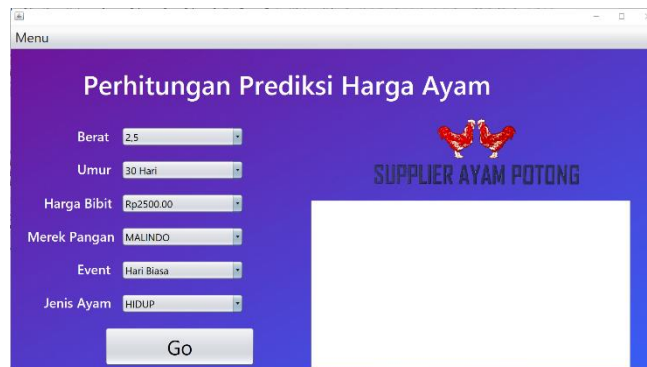 Menu
Perhitungan Prediksi Harga Ayam
Berat 2,5
Umur 30 Hari
Harga Bibit Rp2500.00
Merek Pangan MALINDO
Event Hari Biasa
Jenis Ayam HIDUP
Go
SUPPLIER AYAM POTONG